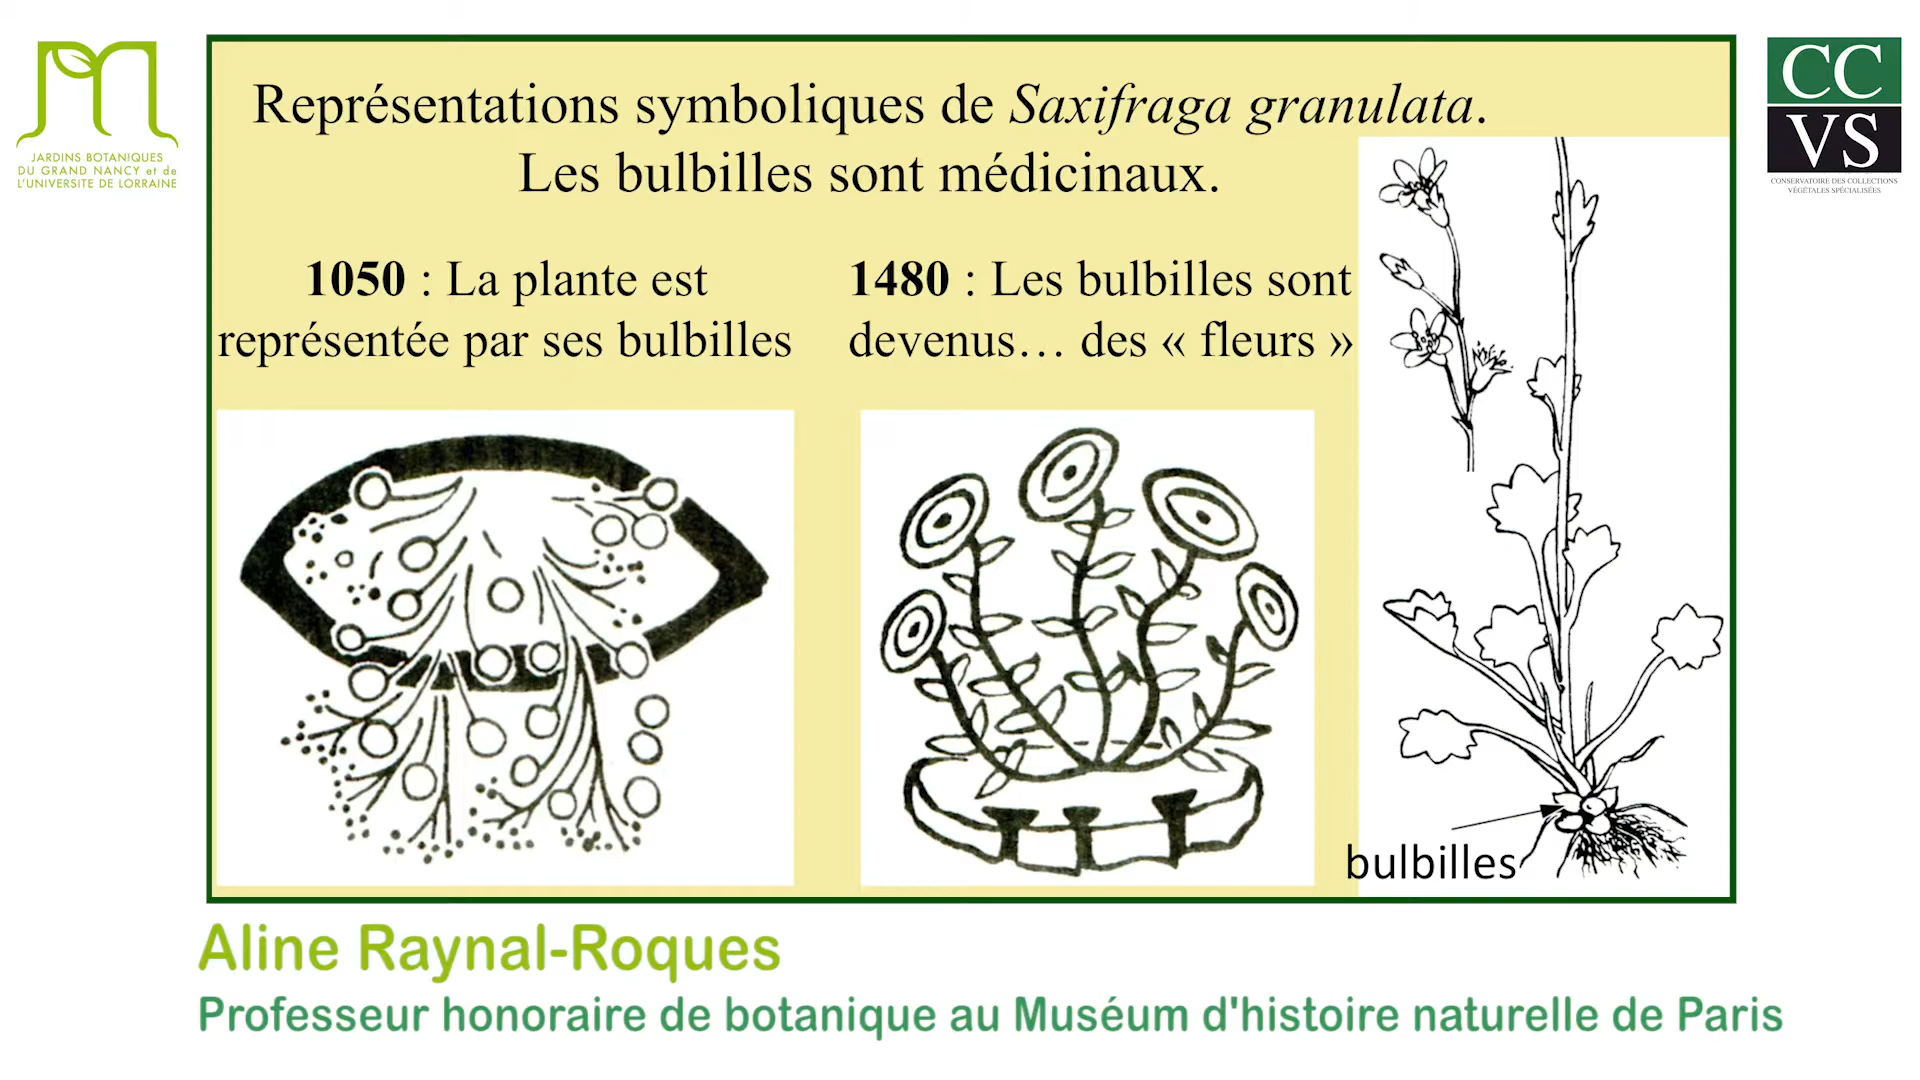 JARDINS BOTANIQUES
DU GRAND NANCY et de
L'UNIVERSITE DE LORRAINE
CC
VS
CONSERVATOIRE DES COLLECTIONS
VÉGÉTALES SPÉCIALISÉES
Représentations symboliques de Saxifraga granulata.
Les bulbilles sont médicinaux.
1050 : La plante est
représentée par ses bulbilles
1480 : Les bulbilles sont
devenus… des « fleurs »
bulbilles
Aline Raynal-Roques
Professeur honoraire de botanique au Muséum d'histoire naturelle de Paris